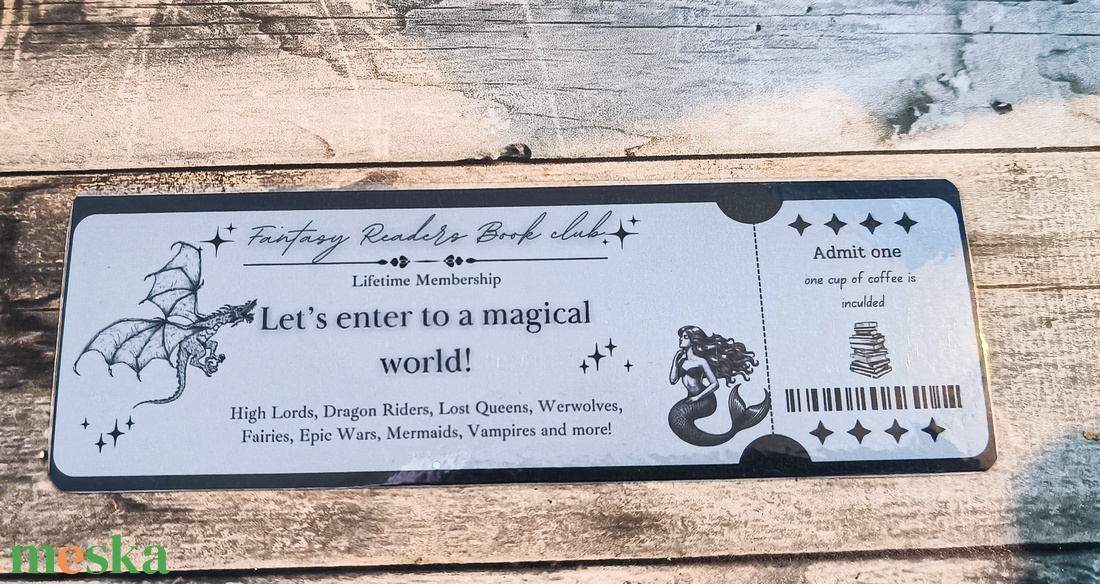 Fantasy Readers Book club
Lifetime Membership
Let's enter to a magical
world!
High Lords, Dragon Riders, Lost Queens, Werwolves,
Fairies, Epic Wars, Mermaids, Vampires and more!
Admit one
one cup of coffee is
inculded
meska